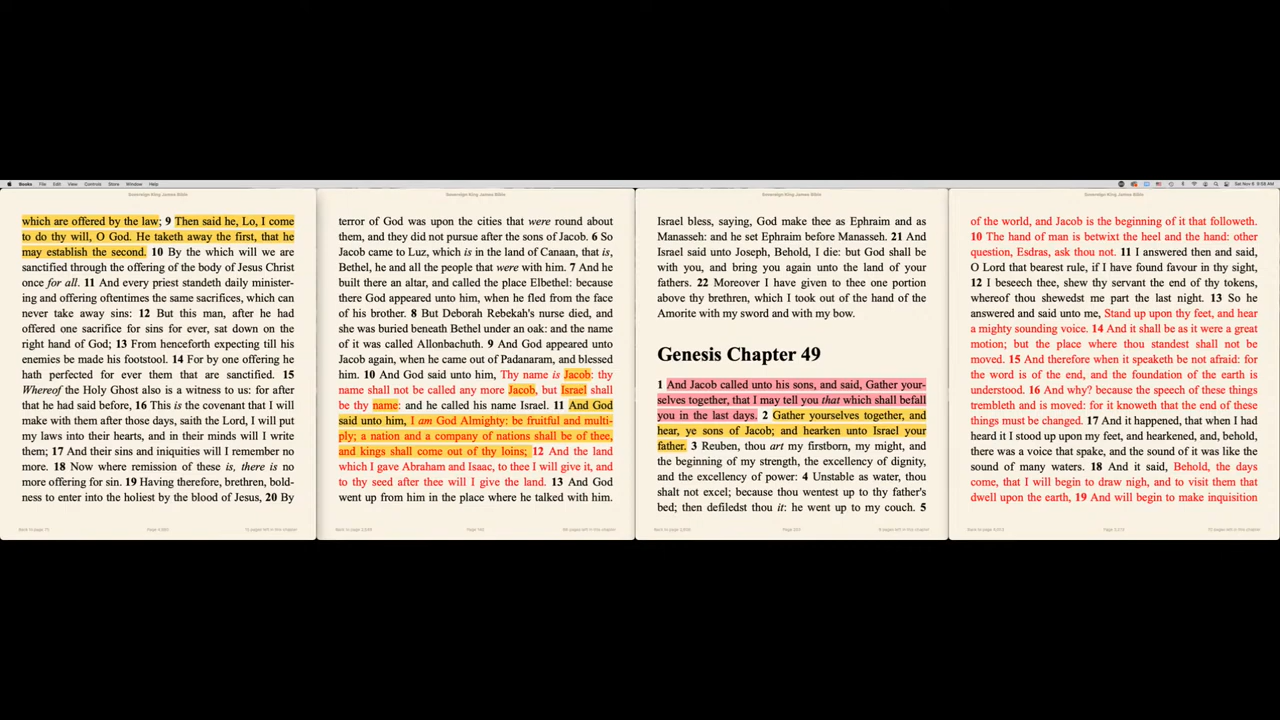 Books File Edit View Controls Store Window Help
Sat Nov 6 9:58 AM
Sovereign King James Bible
which are offered by the law; 9 Then said he, Lo, I come
to do thy will, O God. He taketh away the first, that he
may establish the second. 10 By the which will we are
sanctified through the offering of the body of Jesus Christ
once for all. 11 And every priest standeth daily minister-
ing and offering oftentimes the same sacrifices, which can
never take away sins: 12 But this man, after he had
offered one sacrifice for sins for ever, sat down on the
right hand of God; 13 From henceforth expecting till his
enemies be made his footstool. 14 For by one offering he
hath perfected for ever them that are sanctified. 15
Whereof the Holy Ghost also is a witness to us: for after
that he had said before, 16 This is the covenant that I will
make with them after those days, saith the Lord, I will put
my laws into their hearts, and in their minds will I write
them; 17 And their sins and iniquities will I remember no
more. 18 Now where remission of these is, there is no
more offering for sin. 19 Having therefore, brethren, bold-
ness to enter into the holiest by the blood of Jesus, 20 By
Sovereign King James Bible
terror of God was upon the cities that were round about
them, and they did not pursue after the sons of Jacob. 6 So
Jacob came to Luz, which is in the land of Canaan, that is,
Bethel, he and all the people that were with him. 7 And he
built there an altar, and called the place Elbethel: because
there God appeared unto him, when he fled from the face
of his brother. 8 But Deborah Rebekah's nurse died, and
she was buried beneath Bethel under an oak: and the name
of it was called Allonbachuth. 9 And God appeared unto
Jacob again, when he came out of Padanaram, and blessed
him. 10 And God said unto him, Thy name is Jacob: thy
name shall not be called any more Jacob, but Israel shall
be thy name: and he called his name Israel. 11 And God
said unto him, I am God Almighty: be fruitful and multi-
ply; a nation and a company of nations shall be of thee,
and kings shall come out of thy loins; 12 And the land
which I gave Abraham and Isaac, to thee I will give it, and
to thy seed after thee will I give the land. 13 And God
went up from him in the place where he talked with him.
Sovereign King James Bible
Israel bless, saying, God make thee as Ephraim and as
Manasseh: and he set Ephraim before Manasseh. 21 And
Israel said unto Joseph, Behold, I die: but God shall be
with you, and bring you again unto the land of your
fathers. 22 Moreover I have given to thee one portion
above thy brethren, which I took out of the hand of the
Amorite with my sword and with my bow.
Genesis Chapter 49
1 And Jacob called unto his sons, and said, Gather your-
selves together, that I may tell you that which shall befall
you in the last days. 2 Gather yourselves together, and
hear, ye sons of Jacob; and hearken unto Israel your
father. 3 Reuben, thou art my firstborn, my might, and
the beginning of my strength, the excellency of dignity,
and the excellency of power: 4 Unstable as water, thou
shalt not excel; because thou wentest up to thy father's
bed; then defiledst thou it: he went up to my couch. 5
Sovereign King James Bible
of the world, and Jacob is the beginning of it that followeth.
10 The hand of man is betwixt the heel and the hand: other
question, Esdras, ask thou not. 11 I answered then and said,
O Lord that bearest rule, if I have found favour in thy sight,
12 I beseech thee, shew thy servant the end of thy tokens,
whereof thou shewedst me part the last night. 13 So he
answered and said unto me, Stand up upon thy feet, and hear
a mighty sounding voice. 14 And it shall be as it were a great
motion; but the place where thou standest shall not be
moved. 15 And therefore when it speaketh be not afraid: for
the word is of the end, and the foundation of the earth is
understood. 16 And why? because the speech of these things
trembleth and is moved: for it knoweth that the end of these
things must be changed. 17 And it happened, that when I had
heard it I stood up upon my feet, and hearkened, and, behold,
there was a voice that spake, and the sound of it was like the
sound of many waters. 18 And it said, Behold, the days
come, that I will begin to draw nigh, and to visit them that
dwell upon the earth, 19 And will begin to make inquisition